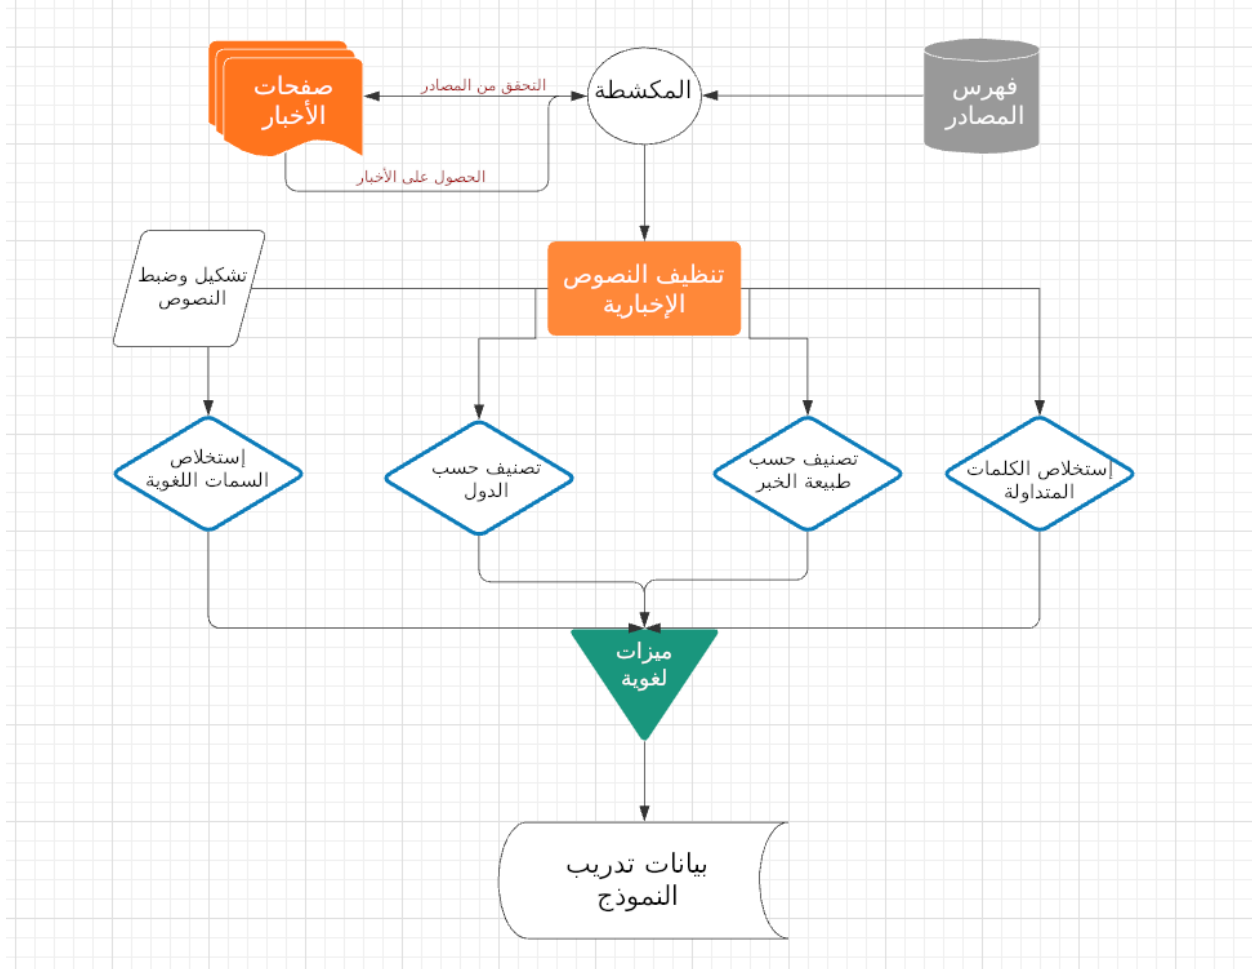 فهرس
المصادر
المكشطة
التحقق من المصادر
صفحات
الأخبار
الحصول على الأخبار
تنظيف النصوص
الإخبارية
تشكيل وضبط
النصوص
إستخلاص الكلمات
المتداولة
تصنيف حسب
طبيعة الخبر
تصنيف حسب
الدول
إستخلاص
السمات اللغوية
ميزات
لغوية
بيانات تدريب
النموذج